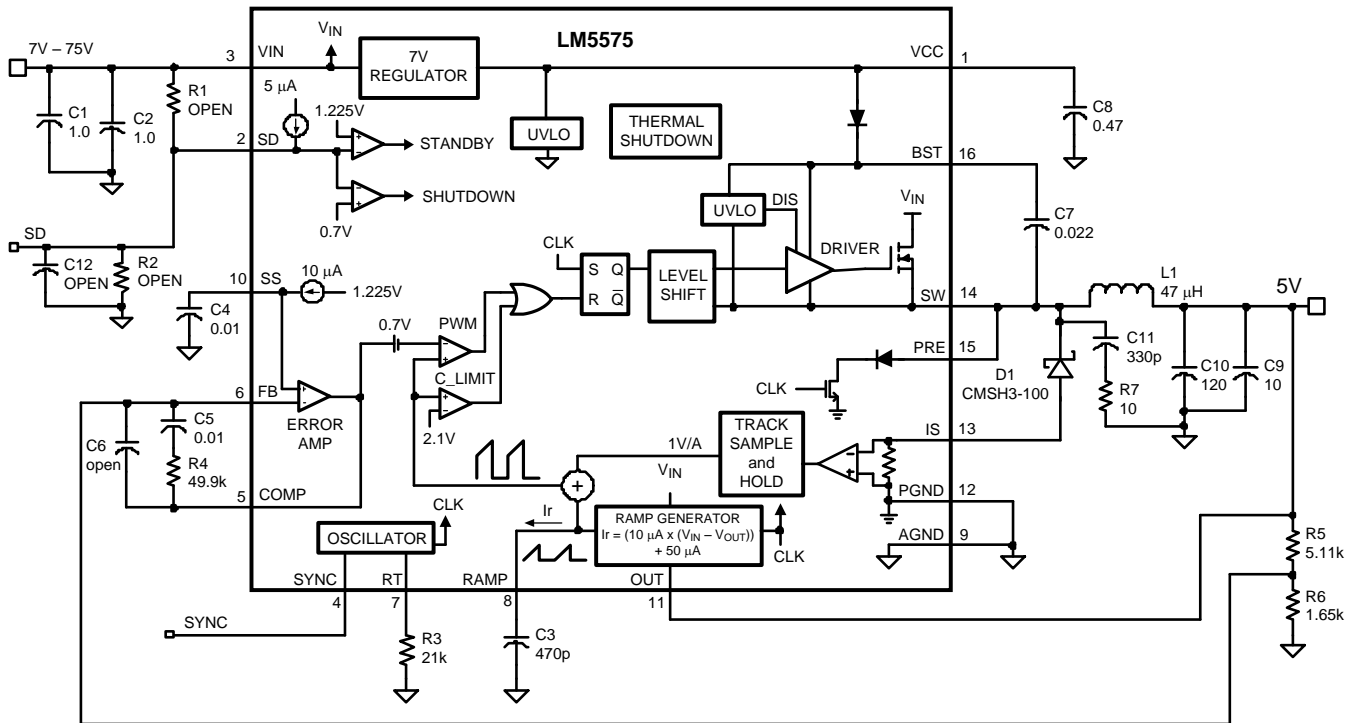 LM5575
7V – 75V
3
VIN
VIN
7V
REGULATOR
VCC
1
C1
1.0
C2
1.0
R1
OPEN
5 μA
1.225V
STANDBY
2
SD
SHUTDOWN
0.7V
UVLO
THERMAL
SHUTDOWN
C8
0.47
BST
16
UVLO
DIS
VIN
DRIVER
C7
0.022
SD
C12
OPEN
R2
OPEN
10
SS
10 μA
1.225V
C4
0.01
CLK
S
Q
R
Q
LEVEL
SHIFT
SW
14
L1
47 μH
5V
0.7V
PWM
C_LIMIT
2.1V
PRE
15
CLK
C11
330p
R7
10
D1
CMSH3-100
C10
120
C9
10
6
FB
ERROR
AMP
C5
0.01
C6
open
R4
49.9k
5
COMP
1V/A
TRACK
SAMPLE
and
HOLD
IS
13
PGND
12
AGND
9
VIN
Ir
RAMP GENERATOR
Ir = (10 μA x (VIN – VOUT))
+ 50 μA
CLK
CLK
OSCILLATOR
SYNC
4
RT
7
RAMP
8
OUT
11
R5
5.11k
R6
1.65k
SYNC
R3
21k
C3
470p